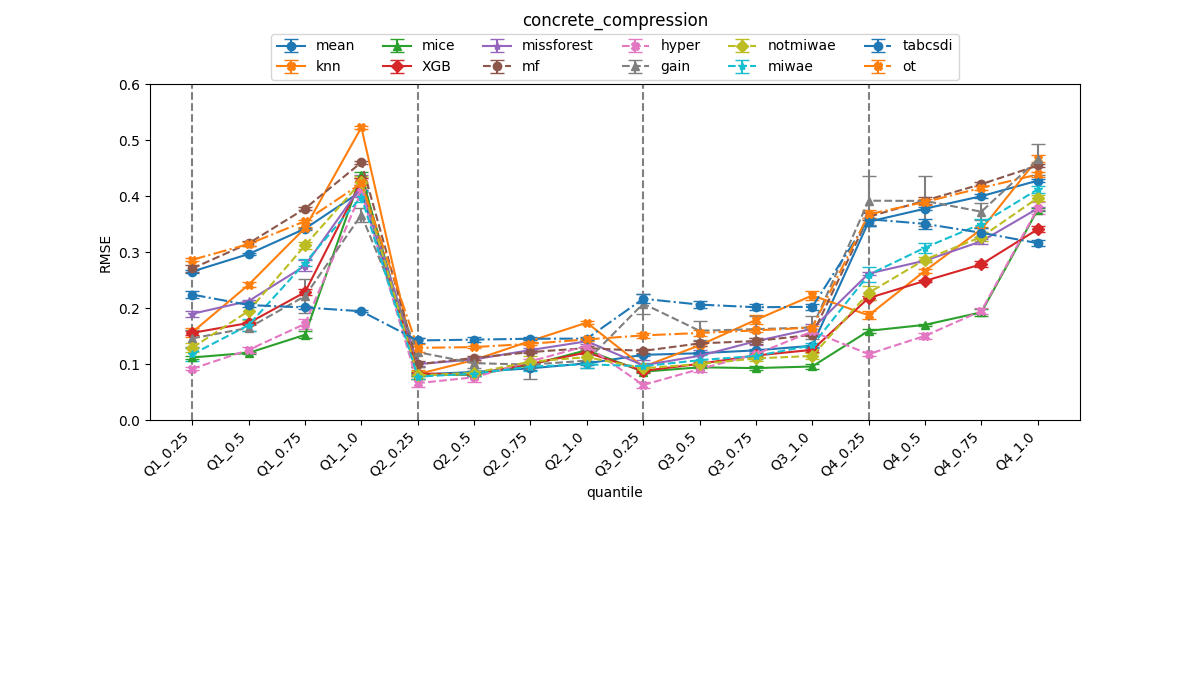 concrete_compression
mean mice missforest hyper notmiwae tabcsdi
knn XGB mf gain miwae ot
0.6
0.5
0.4
0.3
0.2
0.1
0.0
RMSE
Q1_0.25 Q1_0.5 Q1_0.75 Q1_1.0 Q2_0.25 Q2_0.5 Q2_0.75 Q2_1.0 Q3_0.25 Q3_0.5 Q3_0.75 Q3_1.0 Q4_0.25 Q4_0.5 Q4_0.75 Q4_1.0
quantile